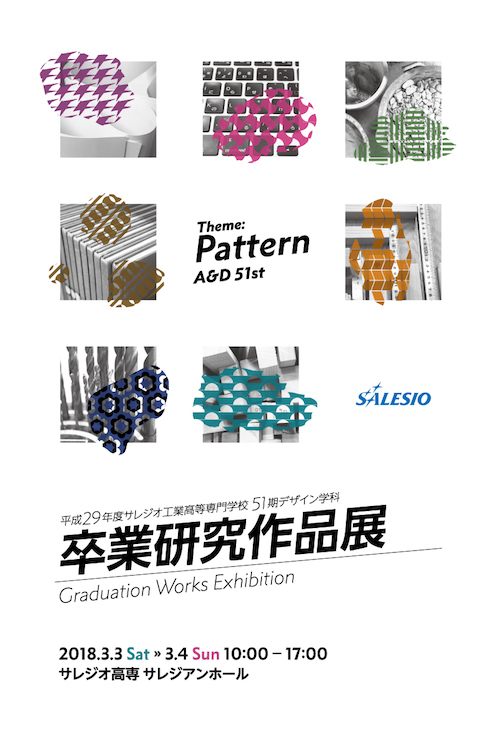 Theme:
Pattern
A&D 51st
SALESIO
平成29年度サレジオ工業高等専門学校 51期デザイン学科
卒業研究作品展
Graduation Works Exhibition
2018.3.3 Sat » 3.4 Sun 10:00 – 17:00
サレジオ高専 サレジアンホール